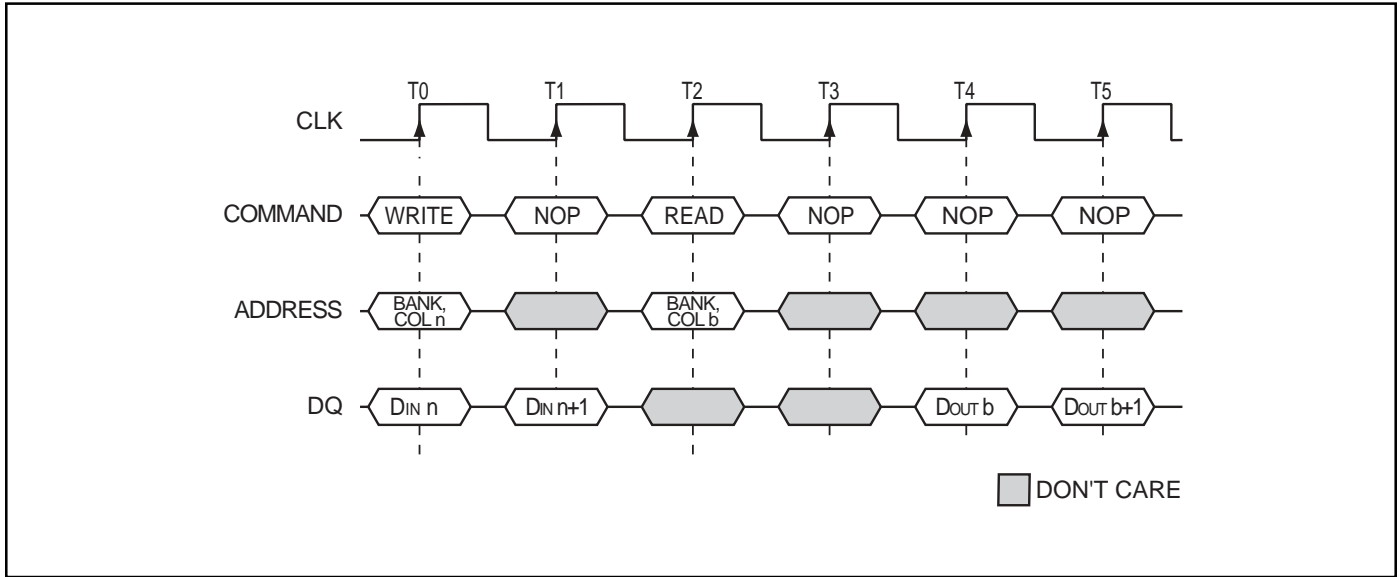 T0 T1 T2 T3 T4 T5
CLK
COMMAND WRITE NOP READ NOP NOP NOP
ADDRESS BANK, COL n BANK, COL b
DQ DIN n DIN n+1 DOUT b DOUT b+1
DON'T CARE